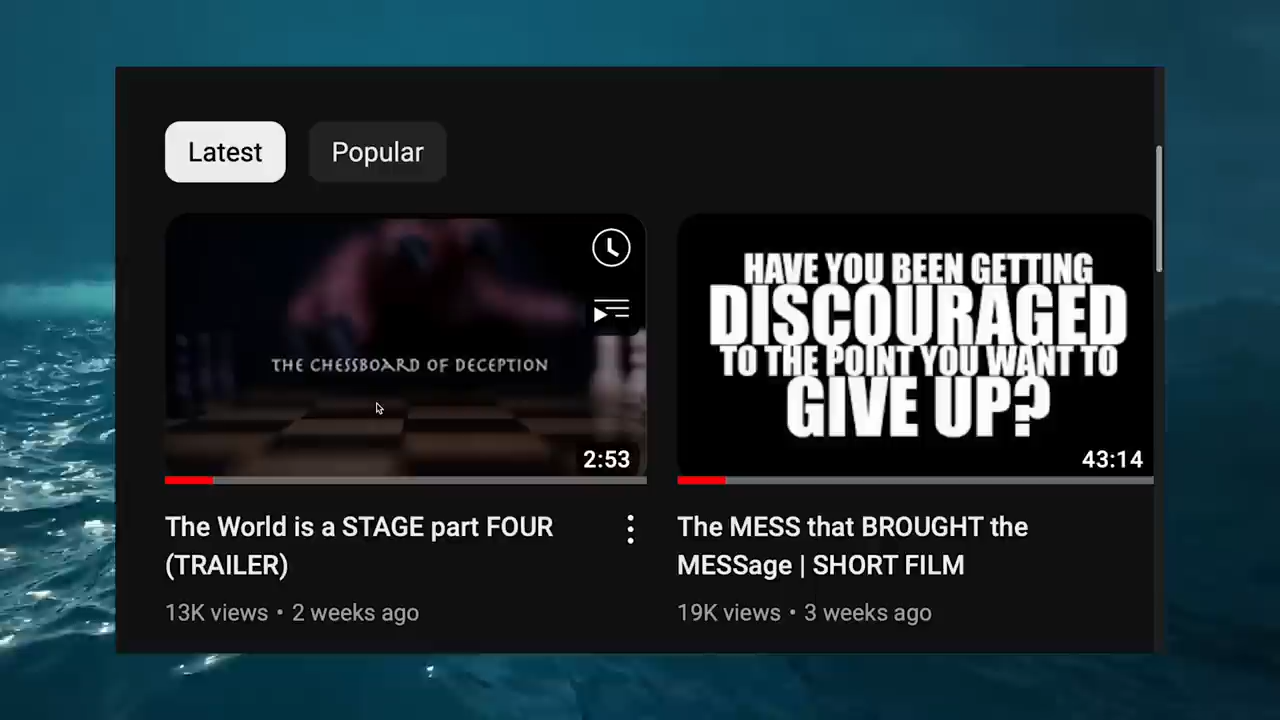 Latest
Popular
THE CHESSBOARD OF DECEPTION
2:53
HAVE YOU BEEN GETTING
DISCOURAGED
TO THE POINT YOU WANT TO
GIVE UP?
43:14
The World is a STAGE part FOUR
(TRAILER)
13K views • 2 weeks ago
The MESS that BROUGHT the
MESSage | SHORT FILM
19K views • 3 weeks ago